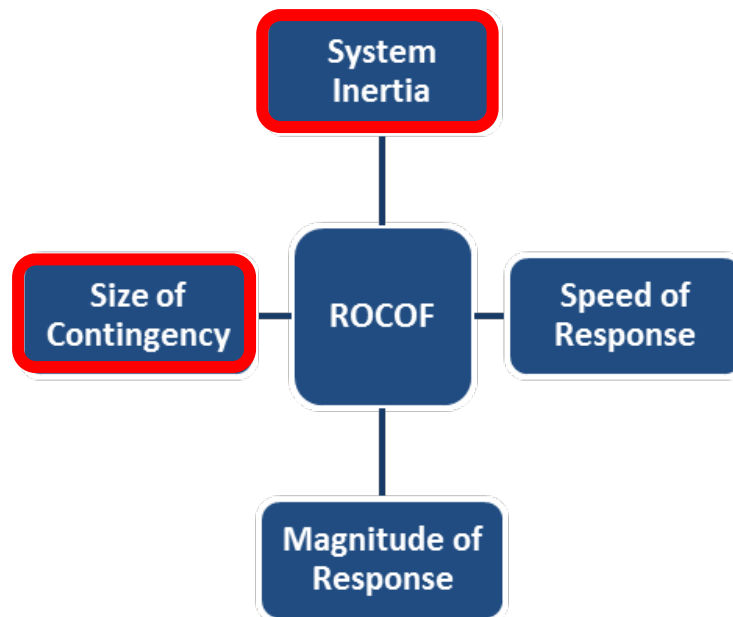 System
Inertia
Size of
Contingency
ROCOF
Speed of
Response
Magnitude of
Response